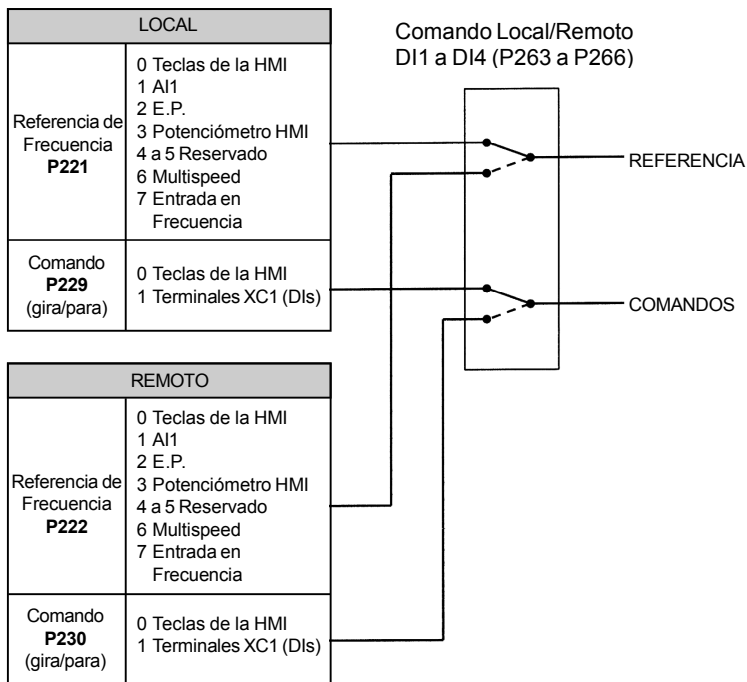 LOCAL
Referencia de
Frecuencia
P221
0 Teclas de la HMI
1 AI1
2 E.P.
3 Potenciómetro HMI
4 a 5 Reservado
6 Multispeed
7 Entrada en
Frecuencia
Comando
P229
(gira/para)
0 Teclas de la HMI
1 Terminales XC1 (DIs)
Comando Local/Remoto
DI1 a DI4 (P263 a P266)
REFERENCIA
COMANDOS
REMOTO
Referencia de
Frecuencia
P222
0 Teclas de la HMI
1 AI1
2 E.P.
3 Potenciómetro HMI
4 a 5 Reservado
6 Multispeed
7 Entrada en
Frecuencia
Comando
P230
(gira/para)
0 Teclas de la HMI
1 Terminales XC1 (DIs)